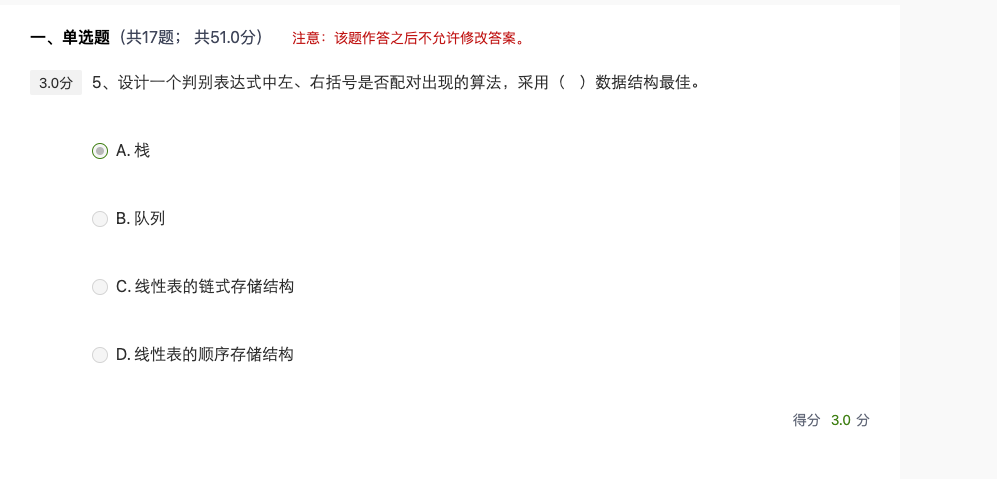 一、单选题（共17题； 共51.0分） 注意：该题作答之后不允许修改答案。
3.0分 5、设计一个判别表达式中左、右括号是否配对出现的算法，采用（ ）数据结构最佳。
A. 栈
B. 队列
C. 线性表的链式存储结构
D. 线性表的顺序存储结构
得分 3.0 分